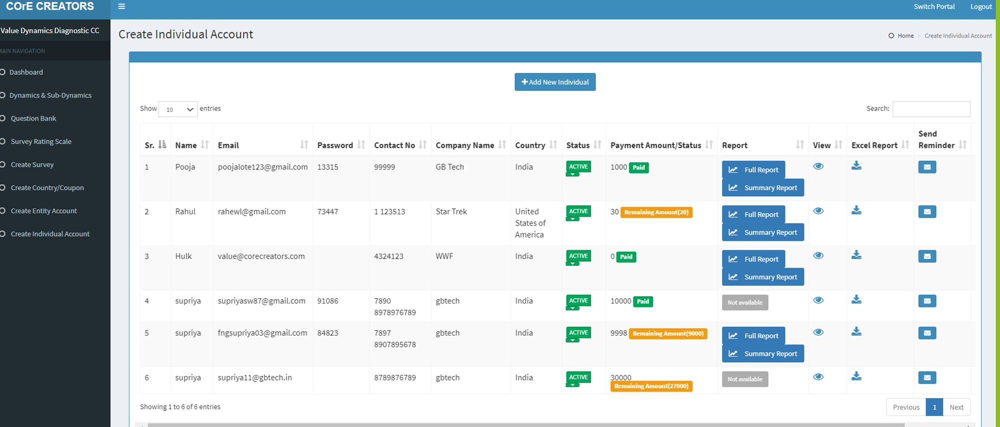 COrE CREATORS
Switch Portal
Logout
Value Dynamics Diagnostic CC
Create Individual Account
Home > Create Individual Account
MAIN NAVIGATION
Dashboard
Dynamics & Sub-Dynamics
Question Bank
Survey Rating Scale
Create Survey
Create Country/Coupon
Create Entity Account
Create Individual Account
Add New Individual
Show 10 entries
Search:
Sr. Name Email Password Contact No Company Name Country Status Payment Amount/Status Report View Excel Report Send Reminder
1 Pooja poojalote123@gmail.com 13315 99999 GB Tech India ACTIVE 1000 Paid Full Report
Summary Report
2 Rahul rahewl@gmail.com 73447 1 123513 Star Trek United States of America ACTIVE 30 Remaining Amount(20) Full Report
Summary Report
3 Hulk value@corecreators.com 4324123 WWF India ACTIVE 0 Paid Full Report
Summary Report
4 supriya supriyasw87@gmail.com 91086 7890 8978976789 gbtech India ACTIVE 10000 Paid Not available
5 supriya fngsupriya03@gmail.com 84823 7897 8907895678 gbtech India ACTIVE 9998 Remaining Amount(9000) Full Report
Summary Report
6 supriya supriya11@gbtech.in 8789876789 gbtech India ACTIVE 30000 Remaining Amount(27000) Not available
Showing 1 to 6 of 6 entries
Previous 1 Next